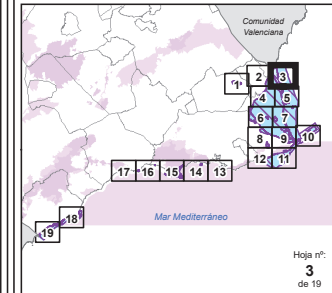 Comunidad
Valenciana
1 2 3
4 5
6 7
8 9 10
17 16 15 14 13 12 11
18
19
Mar Mediterráneo
Hoja nº:
3
de 19